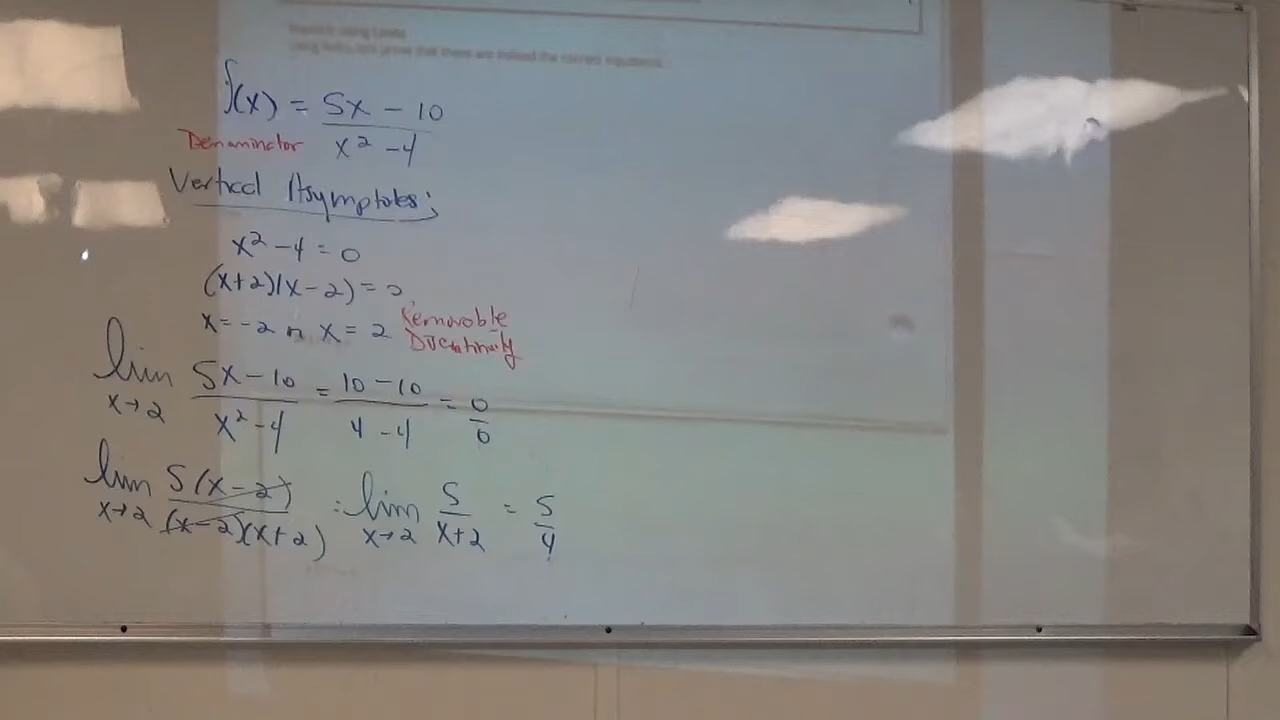 f(x) = 5x - 10 / x² - 4
Denominator
Vertical Asymptotes:
x² - 4 = 0
(x+2)(x-2) = 0
x = -2 or x = 2 Removable
lim x→2 5x - 10 / x² - 4 = 10 - 10 / 4 - 4 = 0 / 0
lim x→2 5(x-2) / (x-2)(x+2) = lim x→2 5 / x+2 = 5 / 4